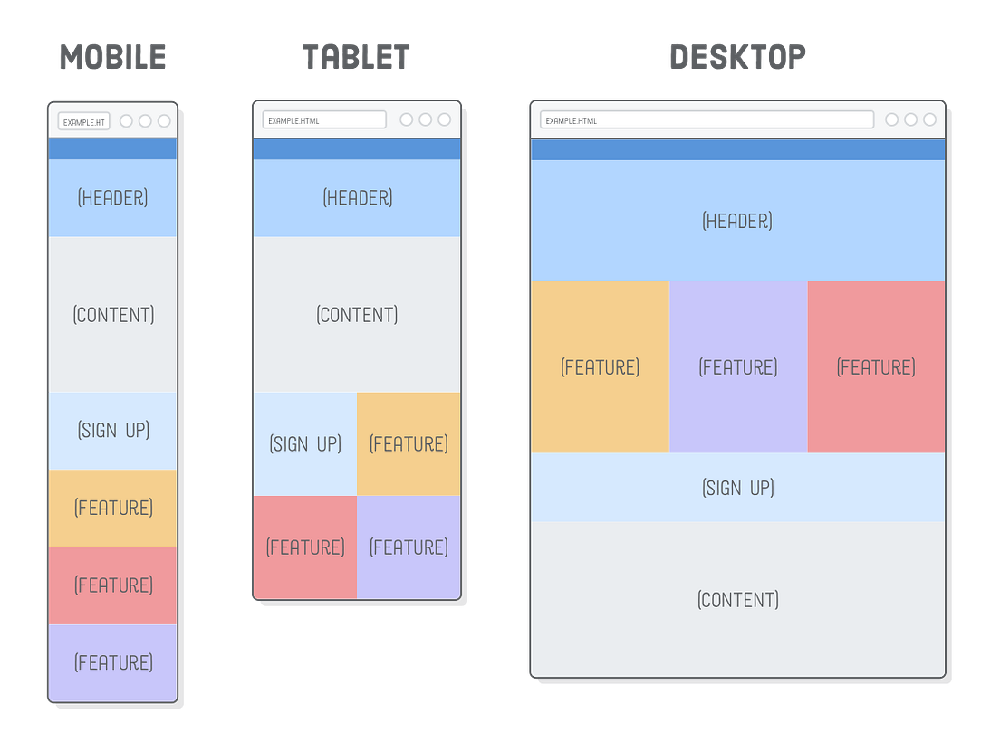 MOBILE
EXAMPLE.HT
(HEADER)
(CONTENT)
(SIGN UP)
(FEATURE)
(FEATURE)
(FEATURE)
TABLET
EXAMPLE.HTML
(HEADER)
(CONTENT)
(SIGN UP)
(FEATURE)
(FEATURE)
(FEATURE)
DESKTOP
EXAMPLE.HTML
(HEADER)
(FEATURE)
(FEATURE)
(FEATURE)
(SIGN UP)
(CONTENT)